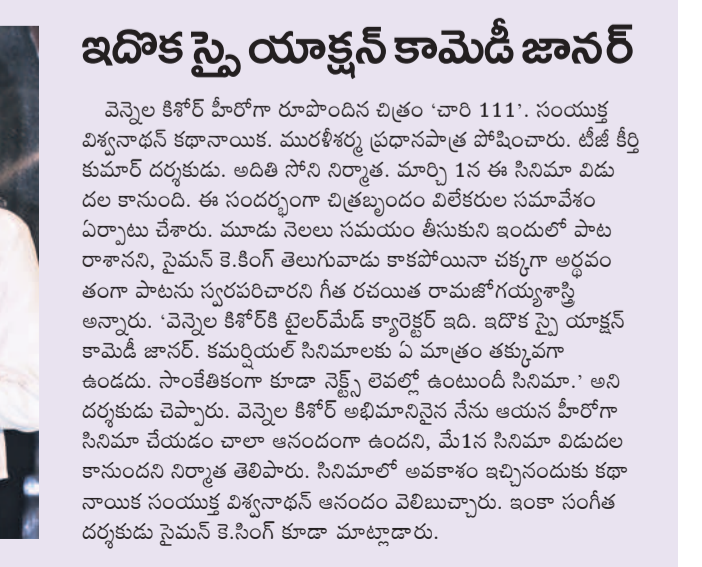 ఇదొక స్పై యాక్షన్ కామెడీ జానర్
వెన్నెల కిశోర్ హీరోగా రూపొందిన చిత్రం ‘చారి 111’. సంయుక్త
విశ్వనాథన్ కథానాయిక. మురళీశర్మ ప్రధానపాత్ర పోషించారు. టీజీ కీర్తి
కుమార్ దర్శకుడు. అదితి సోని నిర్మాత. మార్చి 1న ఈ సినిమా విడు
దల కానుంది. ఈ సందర్భంగా చిత్రబృందం విలేకరుల సమావేశం
ఏర్పాటు చేశారు. మూడు నెలలు సమయం తీసుకుని ఇందులో పాట
రాశానని, సైమన్ కె.కింగ్ తెలుగువాడు కాకపోయినా చక్కగా అర్థవం
తంగా పాటను స్వరపరిచారని గీత రచయిత రామజోగయ్యశాస్త్రి
అన్నారు. ‘వెన్నెల కిశోర్‌కి టైలర్‌మేడ్ క్యారెక్టర్ ఇది. ఇదొక స్పై యాక్షన్
కామెడీ జానర్. కమర్షియల్ సినిమాలకు ఏ మాత్రం తక్కువగా
ఉండదు. సాంకేతికంగా కూడా నెక్ట్స్ లెవల్లో ఉంటుందీ సినిమా.’ అని
దర్శకుడు చెప్పారు. వెన్నెల కిశోర్ అభిమానినైన నేను ఆయన హీరోగా
సినిమా చేయడం చాలా ఆనందంగా ఉందని, మే1న సినిమా విడుదల
కానుందని నిర్మాత తెలిపారు. సినిమాలో అవకాశం ఇచ్చినందుకు కథా
నాయిక సంయుక్త విశ్వనాథన్ ఆనందం వెలిబుచ్చారు. ఇంకా సంగీత
దర్శకుడు సైమన్ కె.సింగ్ కూడా మాట్లాడారు.